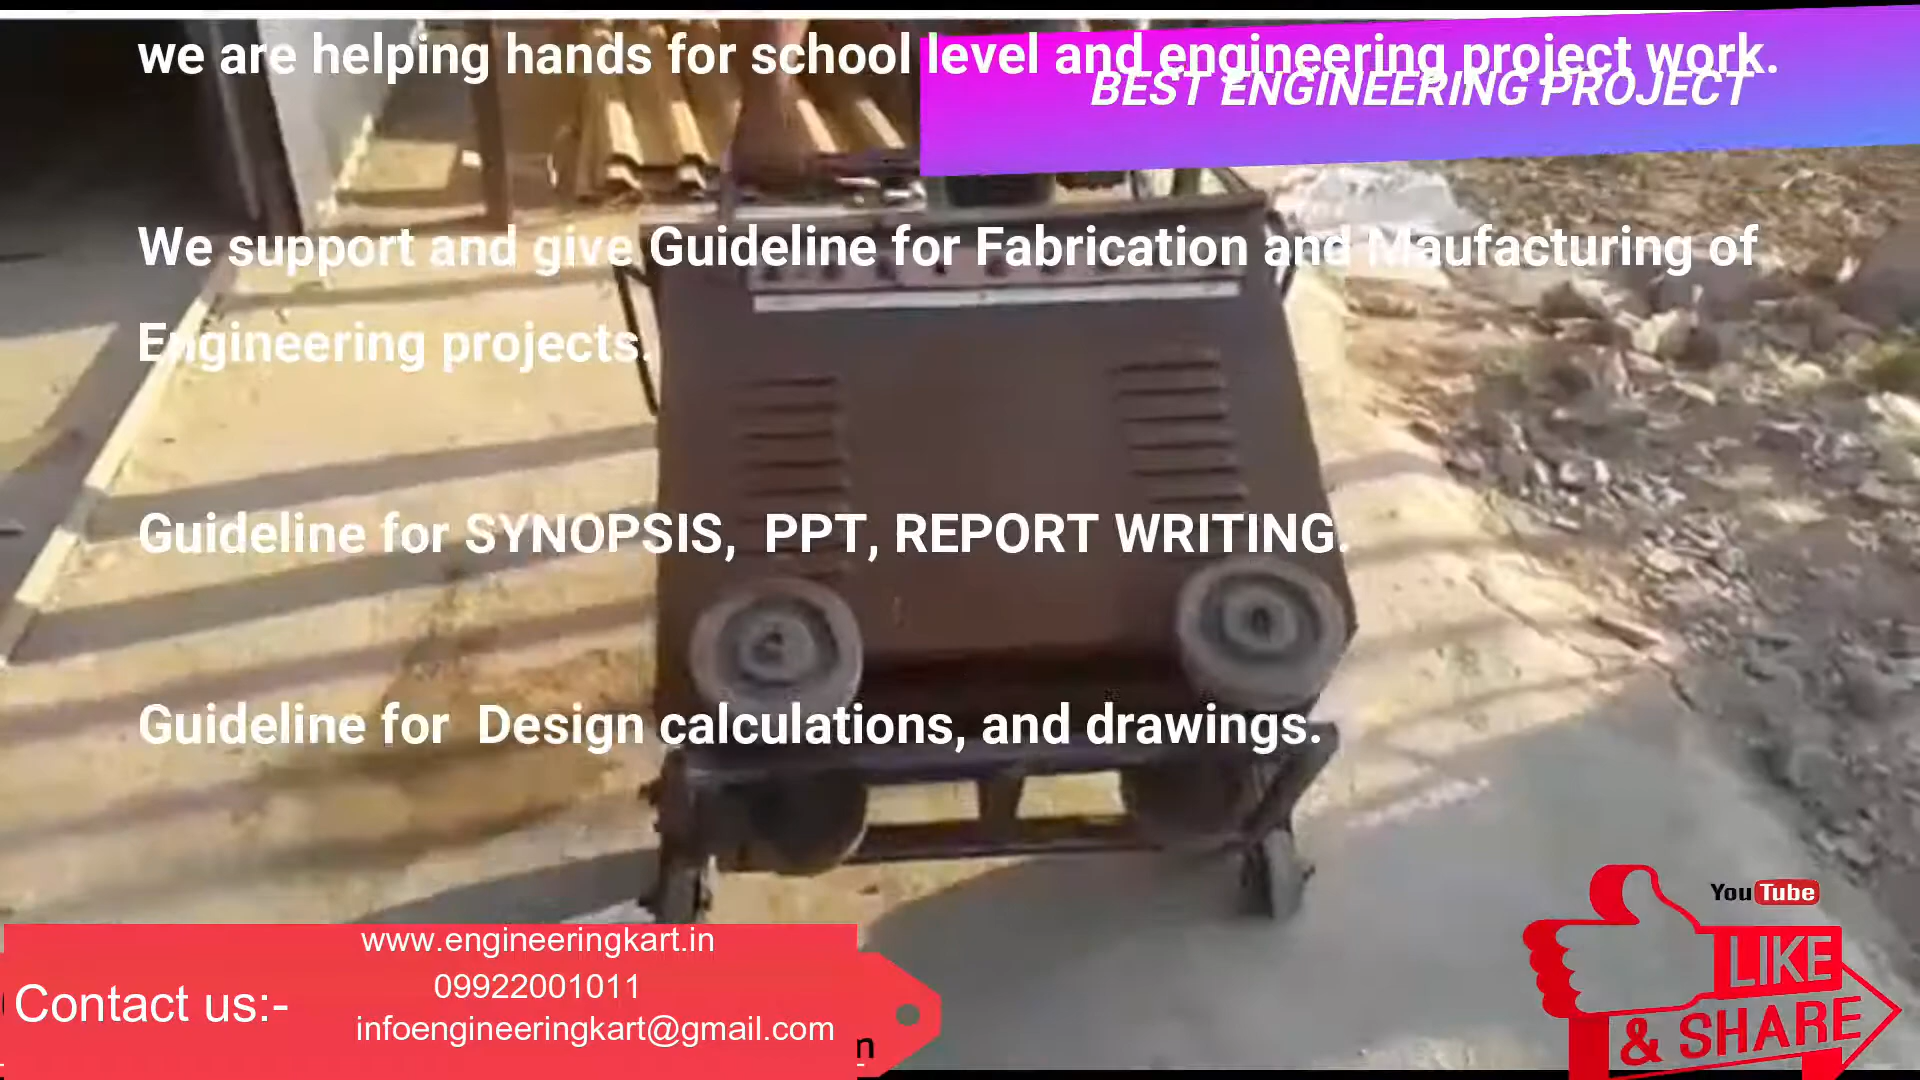 we are helping hands for school level and engineering project work.
BEST ENGINEERING PROJECT
We support and give Guideline for Fabrication and Maufacturing of
Engineering projects.
Guideline for SYNOPSIS, PPT, REPORT WRITING.
Guideline for Design calculations, and drawings.
YouTube
LIKE
& SHARE
www.engineeringkart.in
Contact us:-
09922001011
infoengineeringkart@gmail.com
n